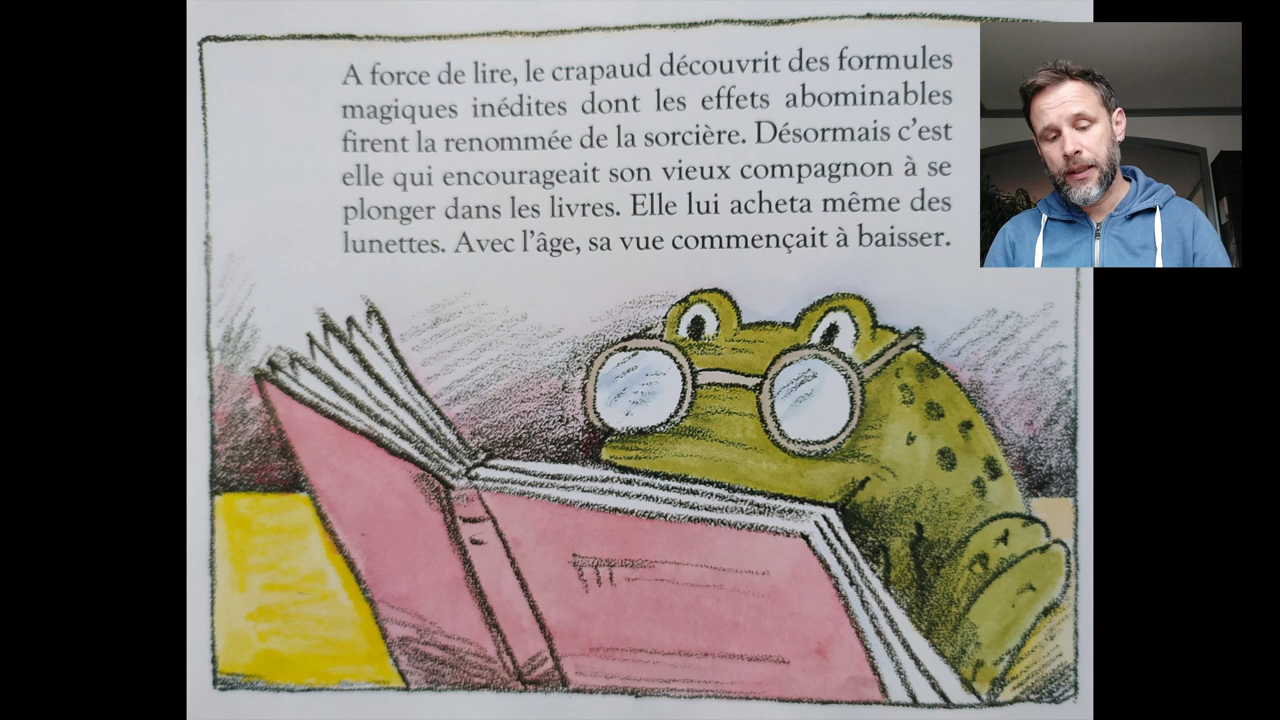 A force de lire, le crapaud découvrit des formules
magiques inédites dont les effets abominables
firent la renommée de la sorcière. Désormais c'est
elle qui encourageait son vieux compagnon à se
plonger dans les livres. Elle lui acheta même des
lunettes. Avec l'âge, sa vue commençait à baisser.